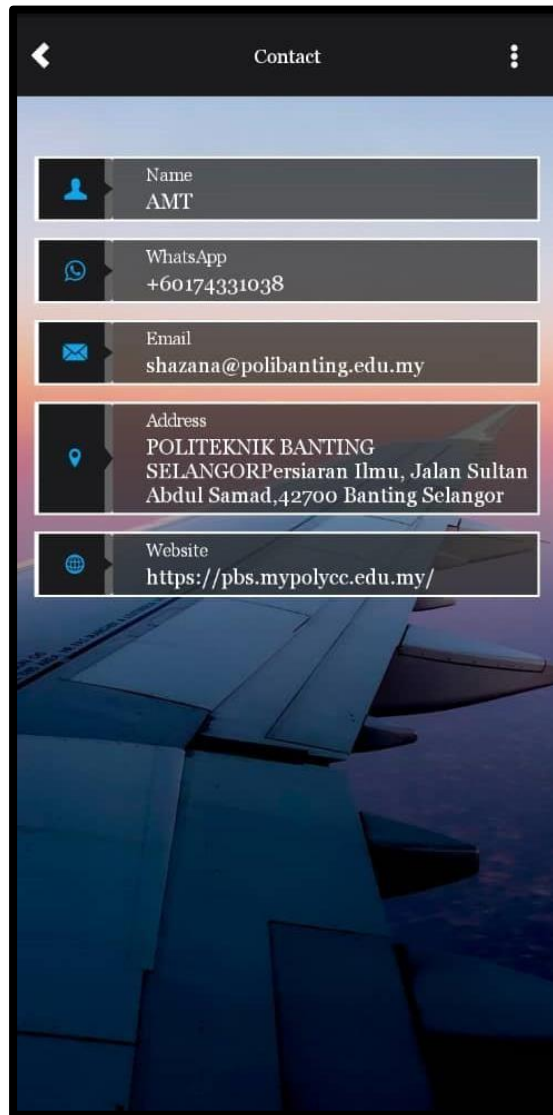 Contact
Name
AMT
WhatsApp
+60174331038
Email
shazana@polibanting.edu.my
Address
POLITEKNIK BANTING
SELANGORPersiaran Ilmu, Jalan Sultan
Abdul Samad,42700 Banting Selangor
Website
https://pbs.mypolycc.edu.my/